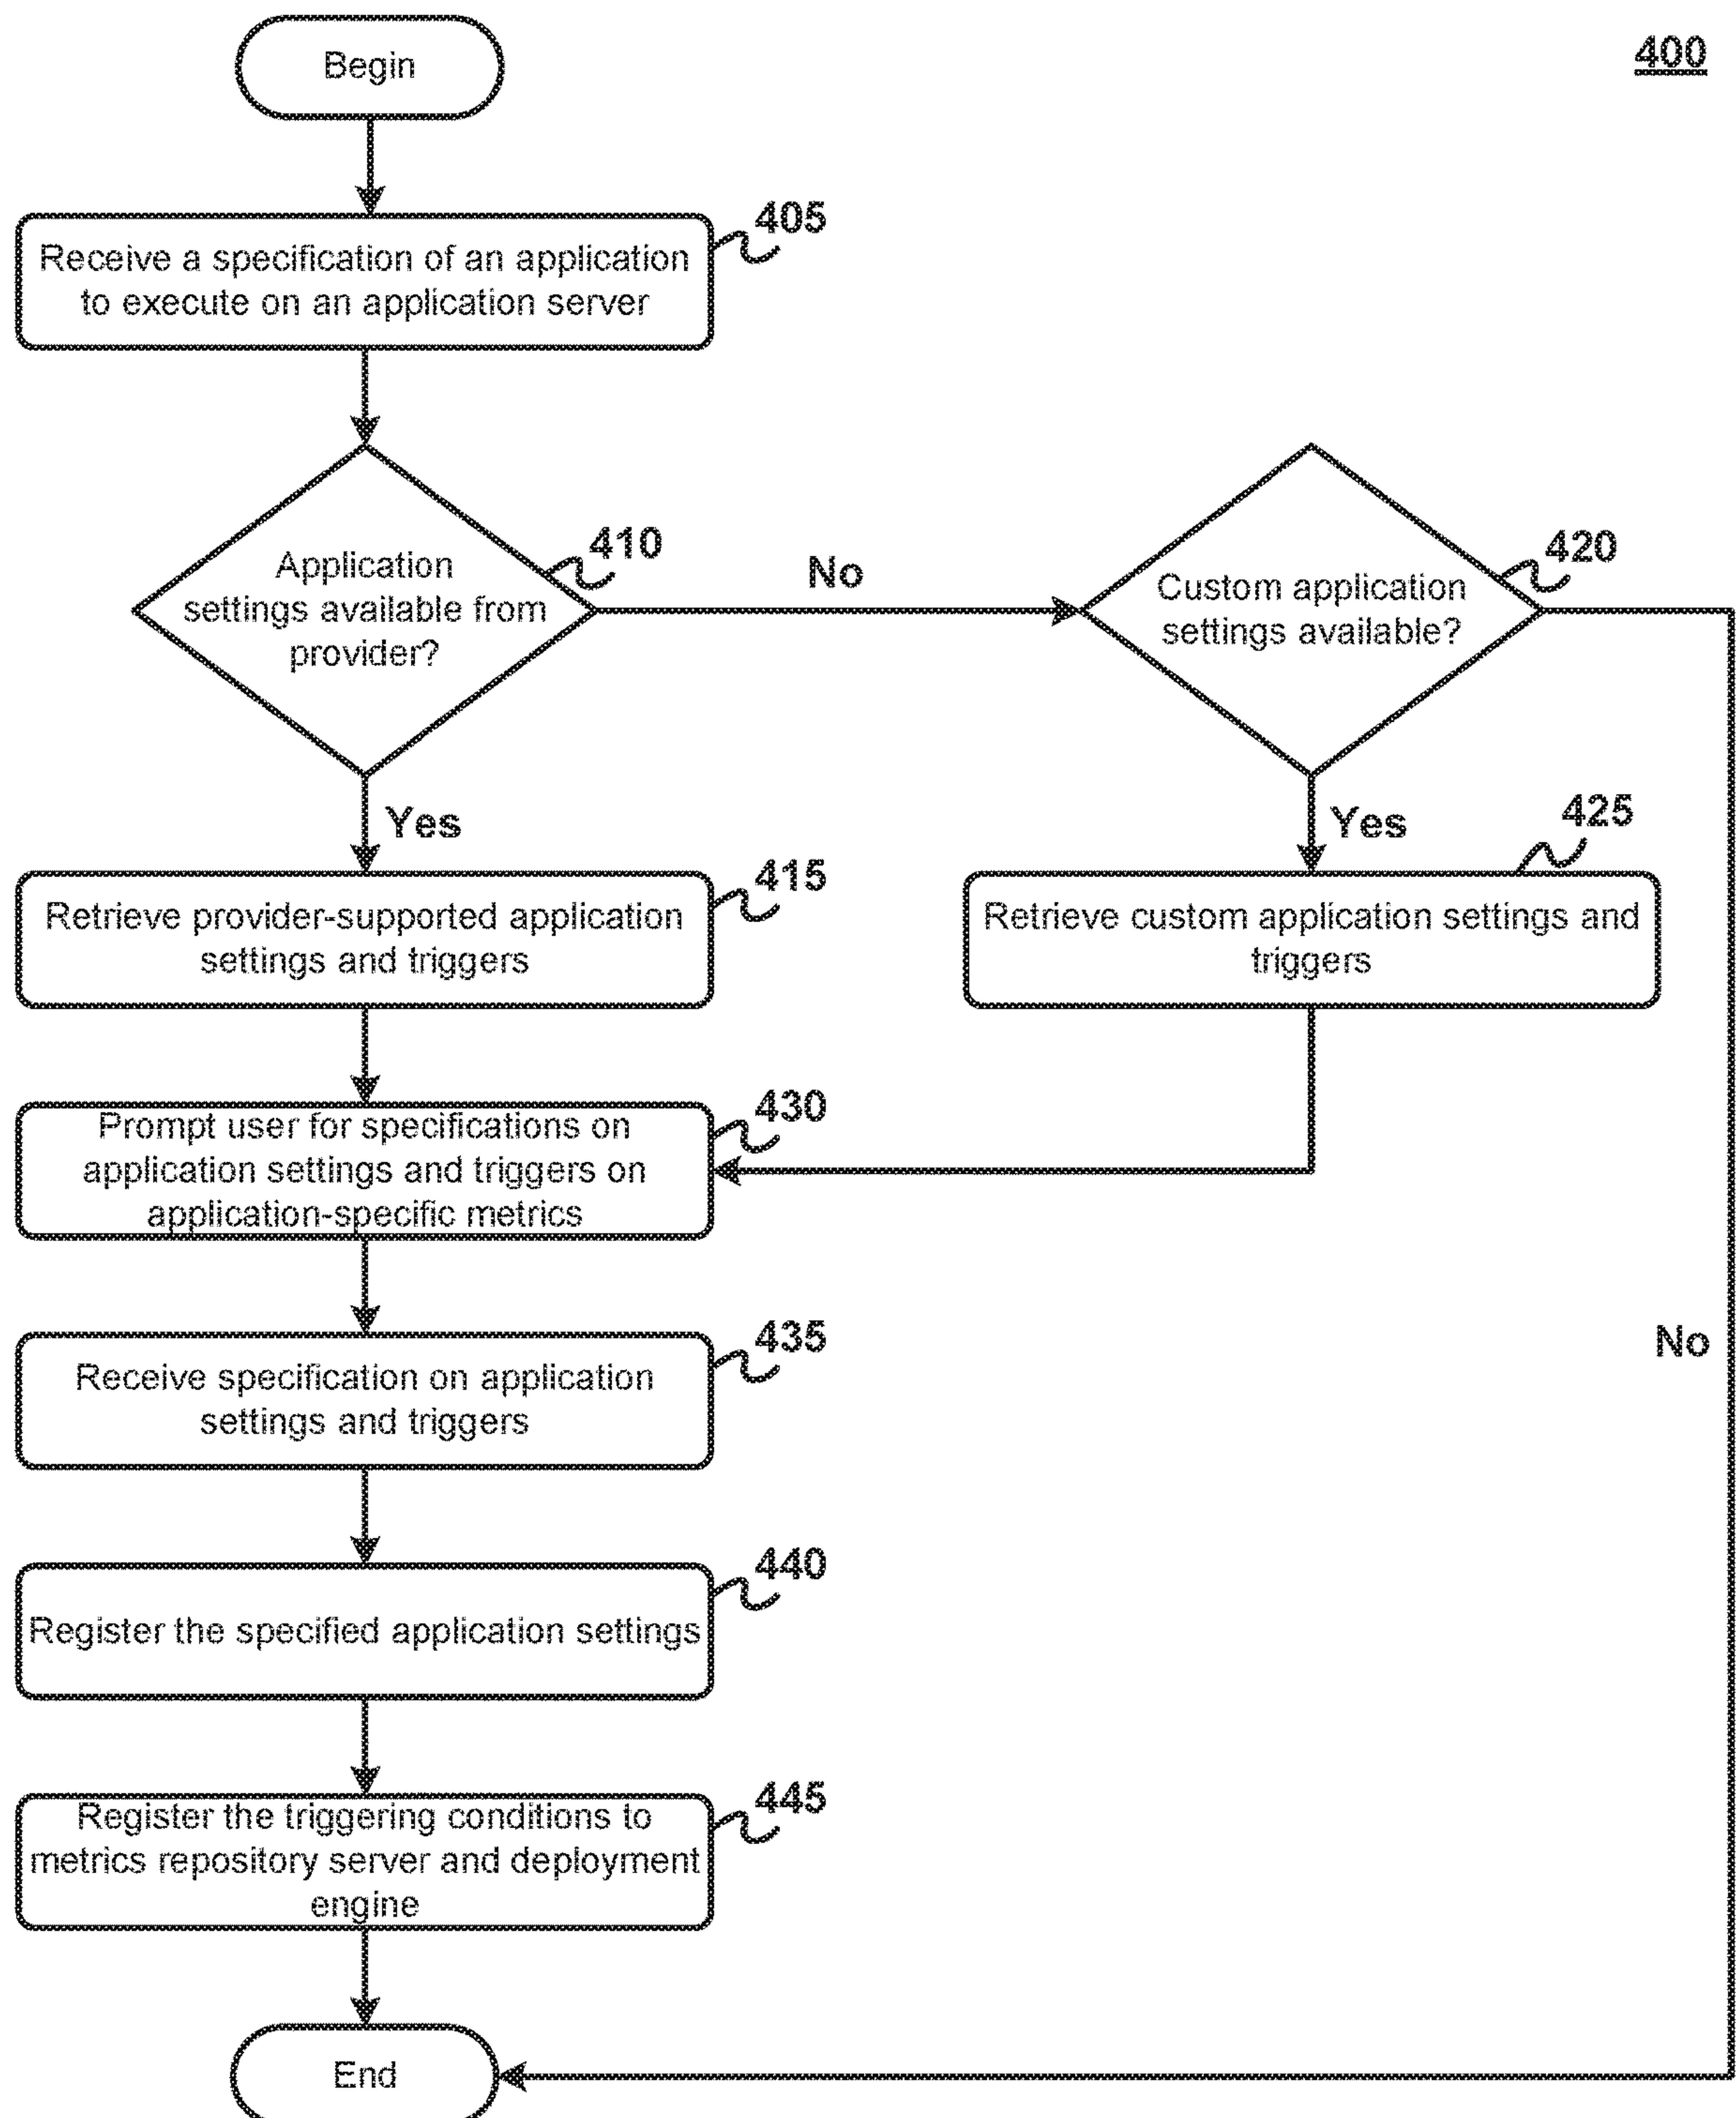 Begin
400
405
Receive a specification of an application
to execute on an application server
410
Application
settings available from
provider?
No
420
Custom application
settings available?
Yes
Yes
425
415
Retrieve provider-supported application
settings and triggers
Retrieve custom application settings and
triggers
430
Prompt user for specifications on
application settings and triggers on
application-specific metrics
435
No
Receive specification on application
settings and triggers
440
Register the specified application settings
445
Register the triggering conditions to
metrics repository server and deployment
engine
End